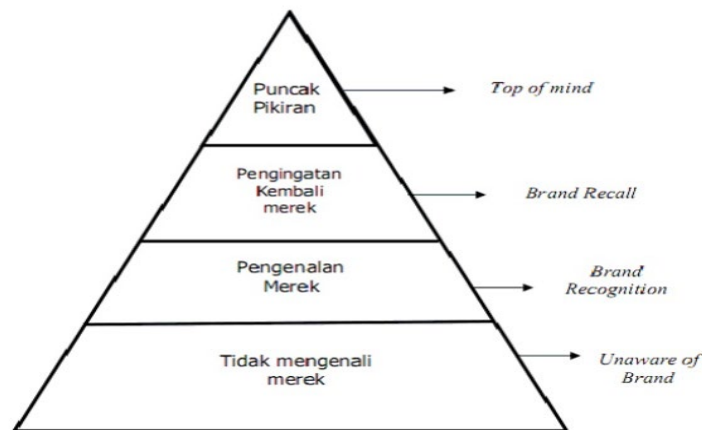 Puncak
Pikiran
Top of mind
Pengingatan
Kembali
merek
Brand Recall
Pengenalan
Merek
Brand
Recognition
Tidak mengenali
merek
Unaware of
Brand